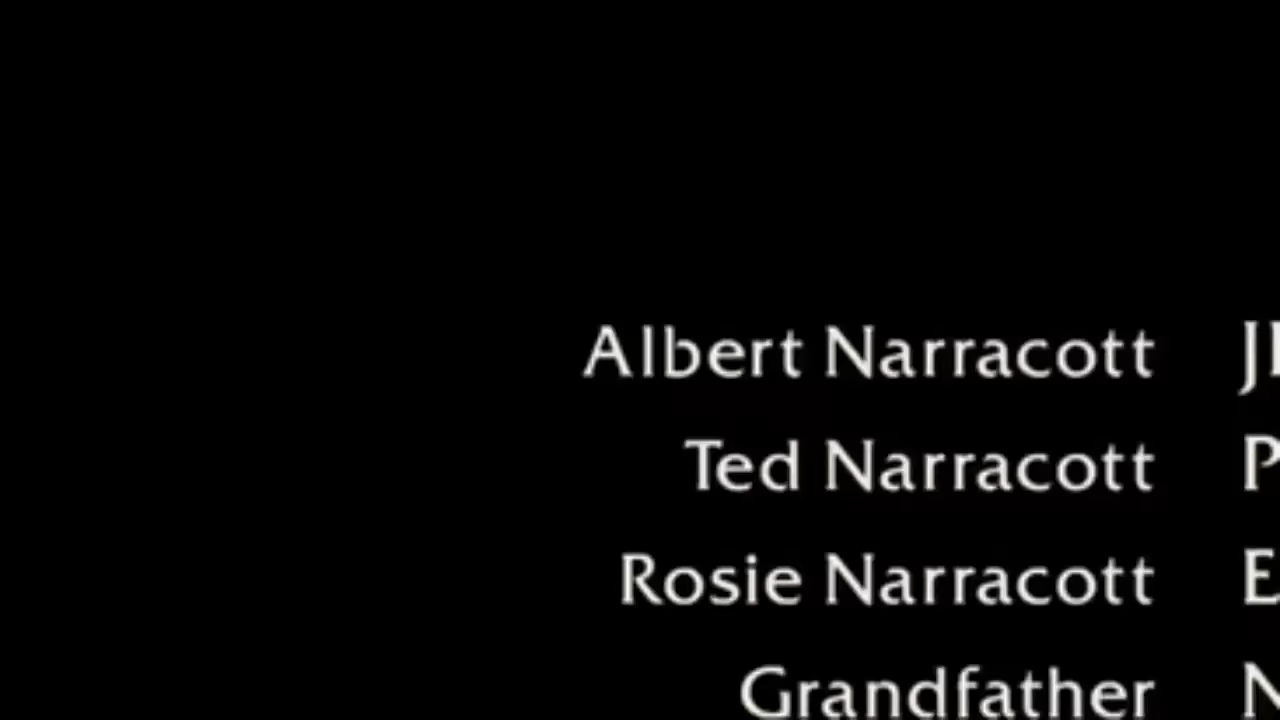 Albert Narracott J
Ted Narracott P
Rosie Narracott E
Grandfather N